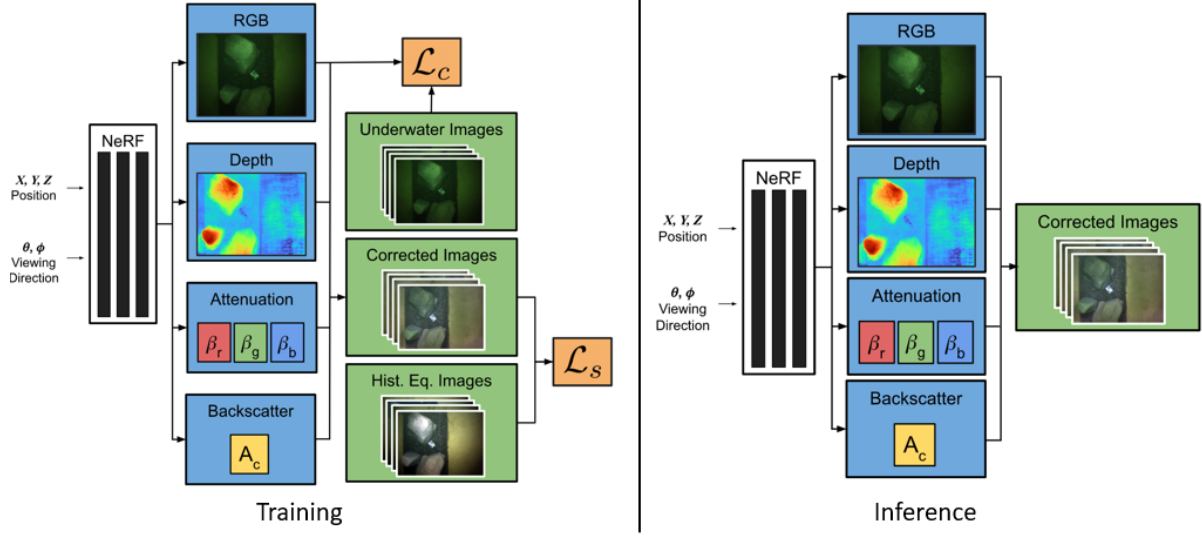 RGB
ℒc
NeRF
Underwater Images
X, Y, Z
Position
Depth
θ, ϕ
Viewing
Direction
Corrected Images
Attenuation
βr βg βb
ℒs
Hist. Eq. Images
Backscatter
Ac
Training
RGB
NeRF
Depth
X, Y, Z
Position
Corrected Images
θ, ϕ
Viewing
Direction
Attenuation
βr βg βb
Backscatter
Ac
Inference